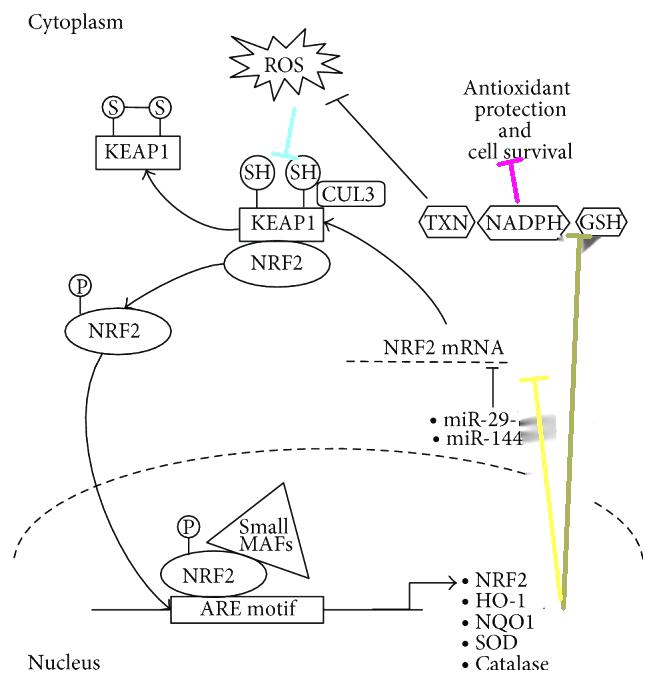 Cytoplasm
ROS
Antioxidant
protection
and
cell survival
S
S
KEAP1
SH
SH
CUL3
KEAP1
NRF2
TXN
NADPH
GSH
P
NRF2
NRF2 mRNA
• miR-29-
• miR-144
P
Small
MAFs
NRF2
ARE motif
• NRF2
• HO-1
• NQO1
• SOD
• Catalase
Nucleus